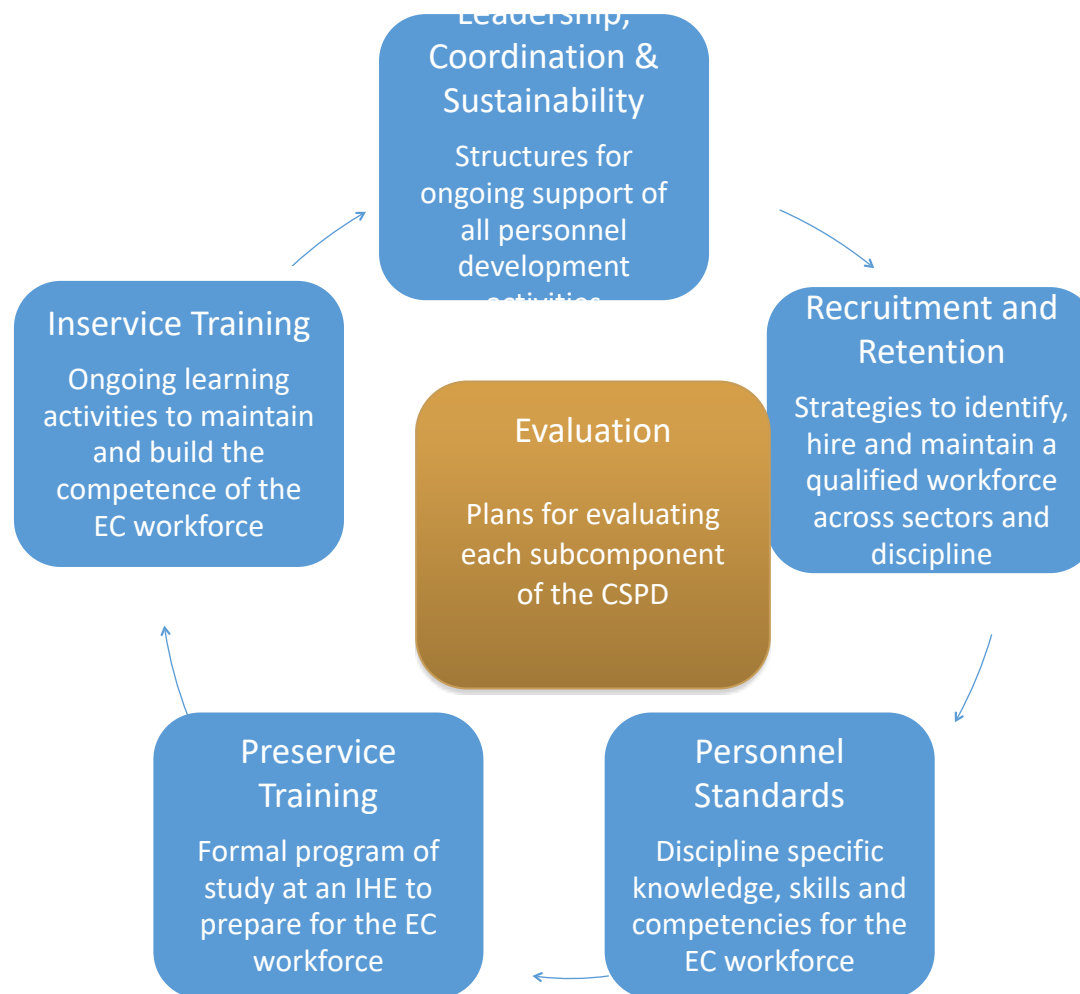 Leadership,
Coordination &
Sustainability
Structures for
ongoing support of
all personnel
development
activities
Recruitment and
Retention
Strategies to identify,
hire and maintain a
qualified workforce
across sectors and
discipline
Personnel
Standards
Discipline specific
knowledge, skills and
competencies for the
EC workforce
Preservice
Training
Formal program of
study at an IHE to
prepare for the EC
workforce
Inservice Training
Ongoing learning
activities to maintain
and build the
competence of the
EC workforce
Evaluation
Plans for evaluating
each subcomponent
of the CSPD